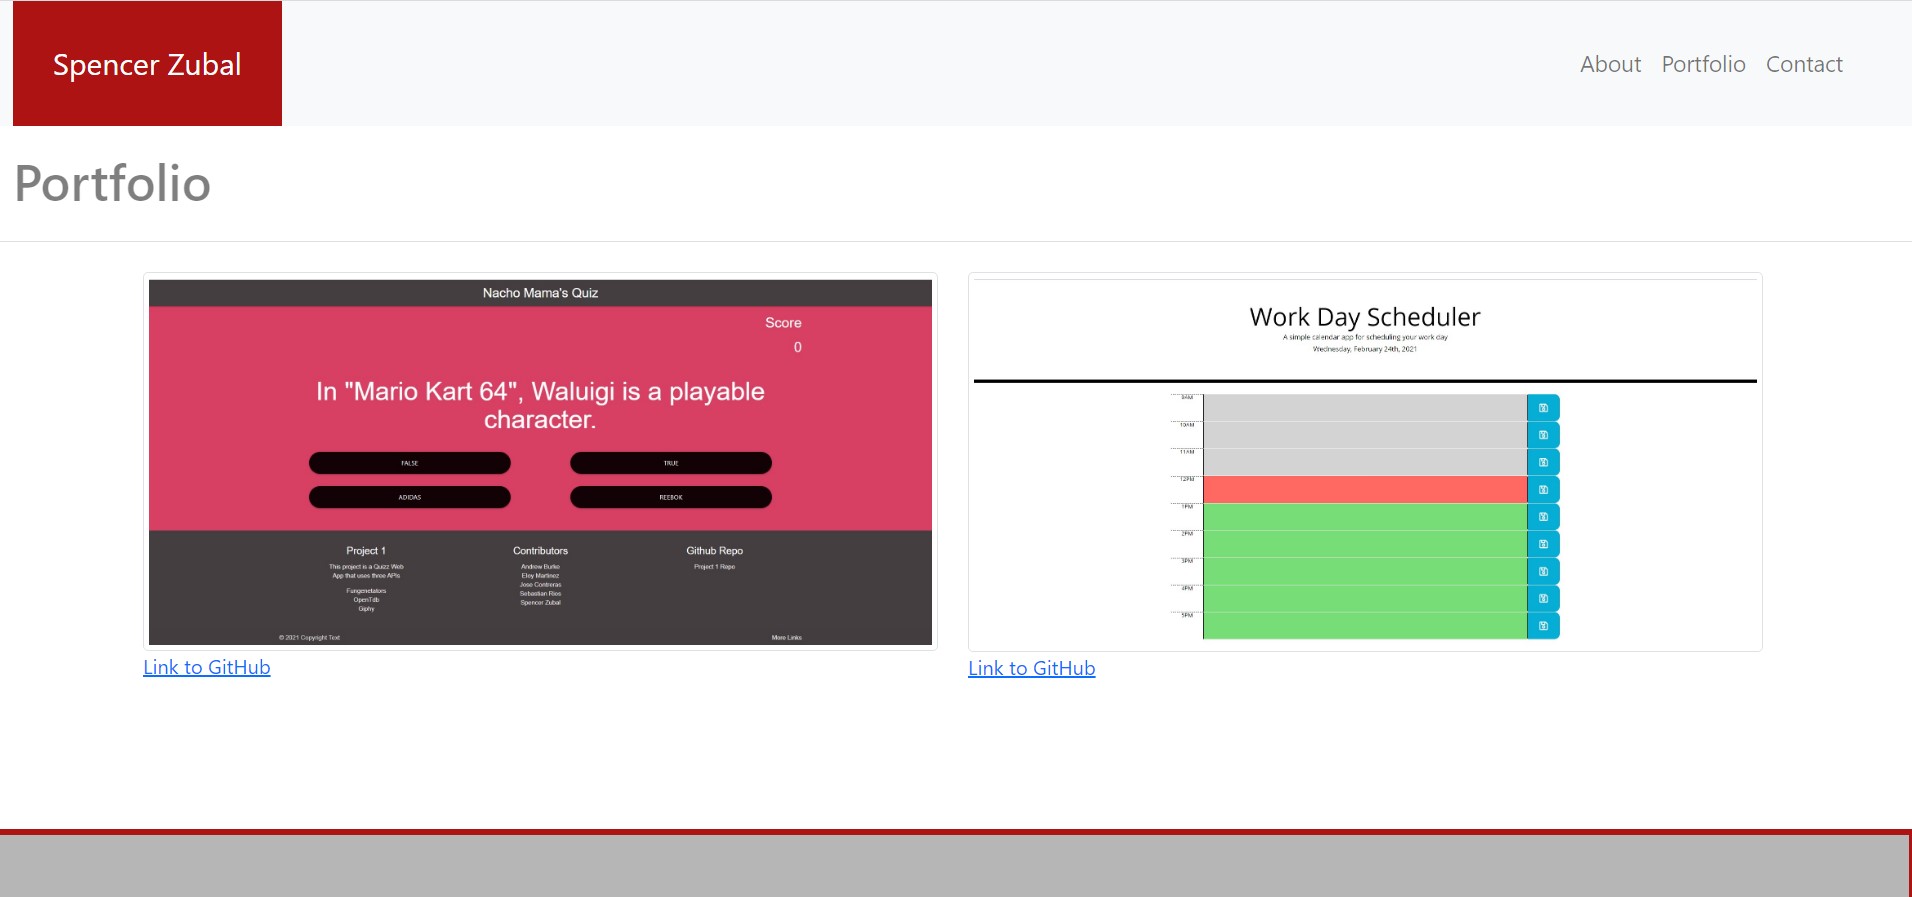 Spencer Zubal
About Portfolio Contact
Portfolio
Nacho Mama's Quiz
Score
0
In "Mario Kart 64", Waluigi is a playable
character.
FALSE
TRUE
ADIDAS
REEBOK
Project 1
This project is a Quizz Web
App that uses three APIs
Fungenetators
OpenTdb
Giphy
Contributors
Andrew Burke
Eloy Martinez
Jose Contreras
Sebastian Rios
Spencer Zubal
Github Repo
Project 1 Repo
© 2021 Copyright Text
More Links
Link to GitHub
Work Day Scheduler
A simple calendar app for scheduling your work day
Wednesday, February 24th, 2021
9AM
10AM
11AM
12PM
1PM
2PM
3PM
4PM
5PM
Link to GitHub